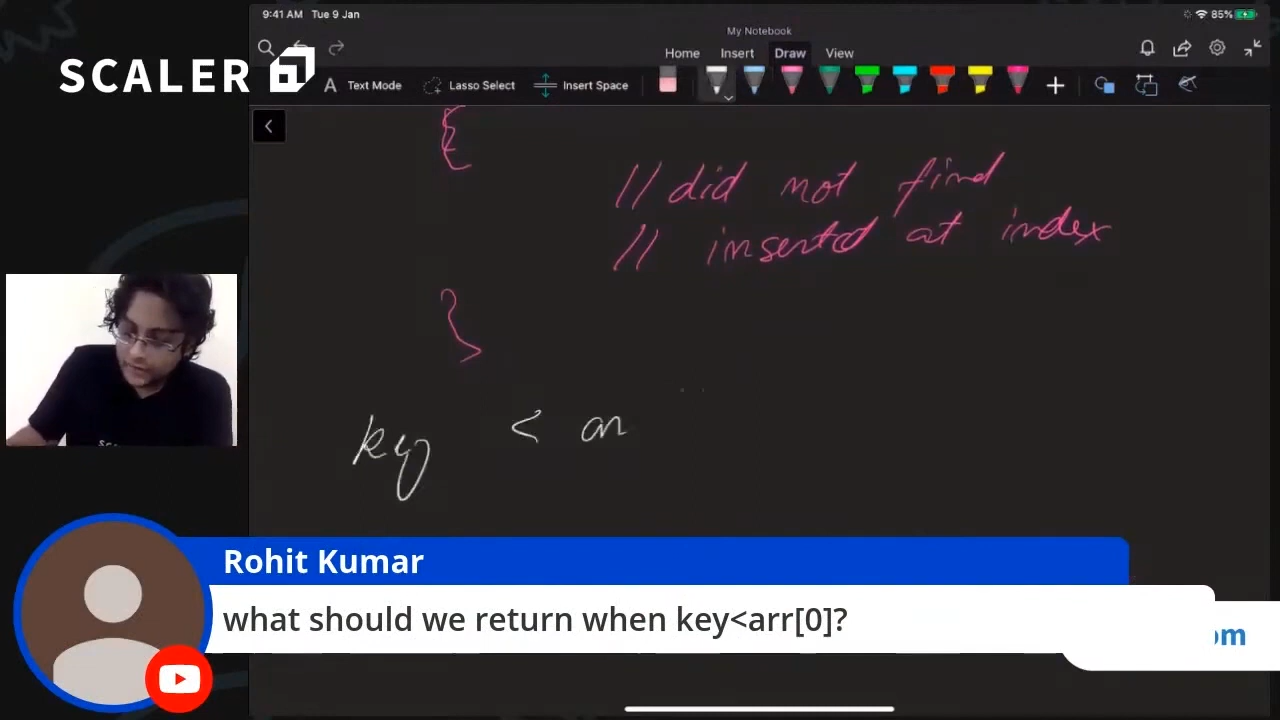 9:41 AM Tue 9 Jan
85%
My Notebook
SCALER
Home Insert Draw View
Text Mode Lasso Select Insert Space
{
// did not find
// inserted at index
}
key < arr
Rohit Kumar
what should we return when key<arr[0]?
om